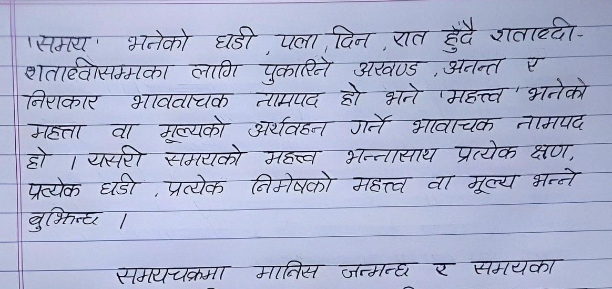 'समय' भनेको घडी, पला, दिन, रात हुँदै शताब्दी-
शताब्दीसम्मका लागि पुकारिने अखण्ड, अनन्त र
निराकार भाववाचक नामपद हो भने 'महत्त्व' भनेको
महत्ता वा मूल्यको अर्थवहन गर्ने भावाचक नामपद
हो । यसरी समयको महत्त्व भन्नासाथ प्रत्येक क्षण,
प्रत्येक घडी, प्रत्येक निमेषको महत्त्व वा मूल्य भन्ने
बुझिन्छ ।
समयचक्रमा मानिस जन्मन्छ र समयका